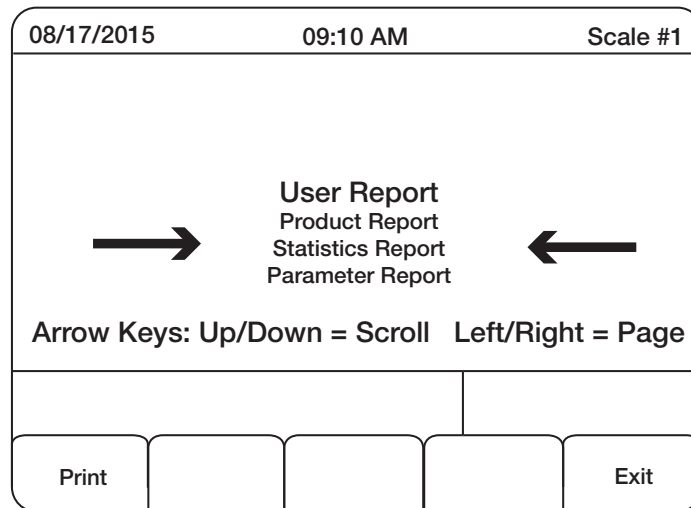 08/17/2015 09:10 AM Scale #1
User Report
Product Report
Statistics Report
Parameter Report
Arrow Keys: Up/Down = Scroll Left/Right = Page
Print Exit